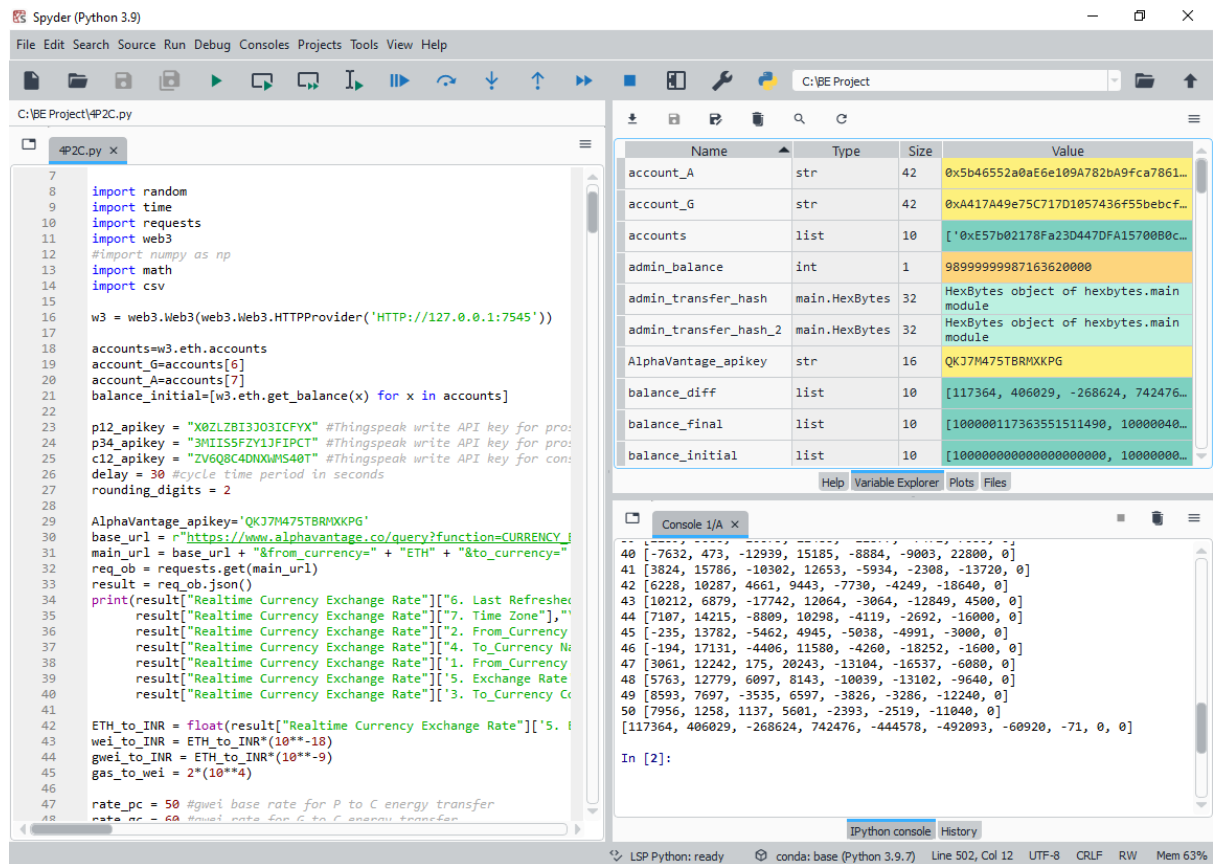 Spyder (Python 3.9)
File Edit Search Source Run Debug Consoles Projects Tools View Help
C:\BE Project
C:\BE Project\4P2C.py
4P2C.py
7
8 import random
9 import time
10 import requests
11 import web3
12 #import numpy as np
13 import math
14 import csv
15
16 w3 = web3.Web3(web3.Web3.HTTPProvider('HTTP://127.0.0.1:7545'))
17
18 accounts=w3.eth.accounts
19 account_G=accounts[6]
20 account_A=accounts[7]
21 balance_initial=[w3.eth.get_balance(x) for x in accounts]
22
23 p12_apikey = "X0ZLZBI3JO3ICFYX" #Thingspeak write API key for pros
24 p34_apikey = "3MIIS5FZY1JFIPCT" #Thingspeak write API key for pros
25 c12_apikey = "ZV6Q8C4DNXWMS40T" #Thingspeak write API key for cons
26 delay = 30 #cycle time period in seconds
27 rounding_digits = 2
28
29 AlphaVantage_apikey='QKJ7M475TBRMXKPG'
30 base_url = r"https://www.alphavantage.co/query?function=CURRENCY_E
31 main_url = base_url + "&from_currency=" + "ETH" + "&to_currency="
32 req_ob = requests.get(main_url)
33 result = req_ob.json()
34 print(result["Realtime Currency Exchange Rate"]["6. Last Refreshed
35 result["Realtime Currency Exchange Rate"]["7. Time Zone"],"\
36 result["Realtime Currency Exchange Rate"]["2. From_Currency
37 result["Realtime Currency Exchange Rate"]["4. To_Currency Na
38 result["Realtime Currency Exchange Rate"]['1. From_Currency
39 result["Realtime Currency Exchange Rate"]['5. Exchange Rate
40 result["Realtime Currency Exchange Rate"]['3. To_Currency Co
41
42 ETH_to_INR = float(result["Realtime Currency Exchange Rate"]['5. E
43 wei_to_INR = ETH_to_INR*(10**-18)
44 gwei_to_INR = ETH_to_INR*(10**-9)
45 gas_to_wei = 2*(10**4)
46
47 rate_pc = 50 #gwei base rate for P to C energy transfer
48 rate_gc = 60 #gwei rate for G to C energy transfer
Name Type Size Value
account_A str 42 0x5b46552a0aE6e109A782bA9fca7861…
account_G str 42 0xA417A49e75C717D1057436f55bebcf…
accounts list 10 ['0xE57b02178Fa23D447DFA15700B0c…
admin_balance int 1 98999999987163620000
admin_transfer_hash main.HexBytes 32 HexBytes object of hexbytes.main
module
admin_transfer_hash_2 main.HexBytes 32 HexBytes object of hexbytes.main
module
AlphaVantage_apikey str 16 QKJ7M475TBRMXKPG
balance_diff list 10 [117364, 406029, -268624, 742476…
balance_final list 10 [100000117363551511490, 10000040…
balance_initial list 10 [100000000000000000000, 10000000…
Help Variable Explorer Plots Files
Console 1/A
40 [-7632, 473, -12939, 15185, -8884, -9003, 22800, 0]
41 [3824, 15786, -10302, 12653, -5934, -2308, -13720, 0]
42 [6228, 10287, 4661, 9443, -7730, -4249, -18640, 0]
43 [10212, 6879, -17742, 12064, -3064, -12849, 4500, 0]
44 [7107, 14215, -8809, 10298, -4119, -2692, -16000, 0]
45 [-235, 13782, -5462, 4945, -5038, -4991, -3000, 0]
46 [-194, 17131, -4406, 11580, -4260, -18252, -1600, 0]
47 [3061, 12242, 175, 20243, -13104, -16537, -6080, 0]
48 [5763, 12779, 6097, 8143, -10039, -13102, -9640, 0]
49 [8593, 7697, -3535, 6597, -3826, -3286, -12240, 0]
50 [7956, 1258, 1137, 5601, -2393, -2519, -11040, 0]
[117364, 406029, -268624, 742476, -444578, -492093, -60920, -71, 0, 0]
In [2]:
IPython console History
LSP Python: ready conda: base (Python 3.9.7) Line 502, Col 12 UTF-8 CRLF RW Mem 63%